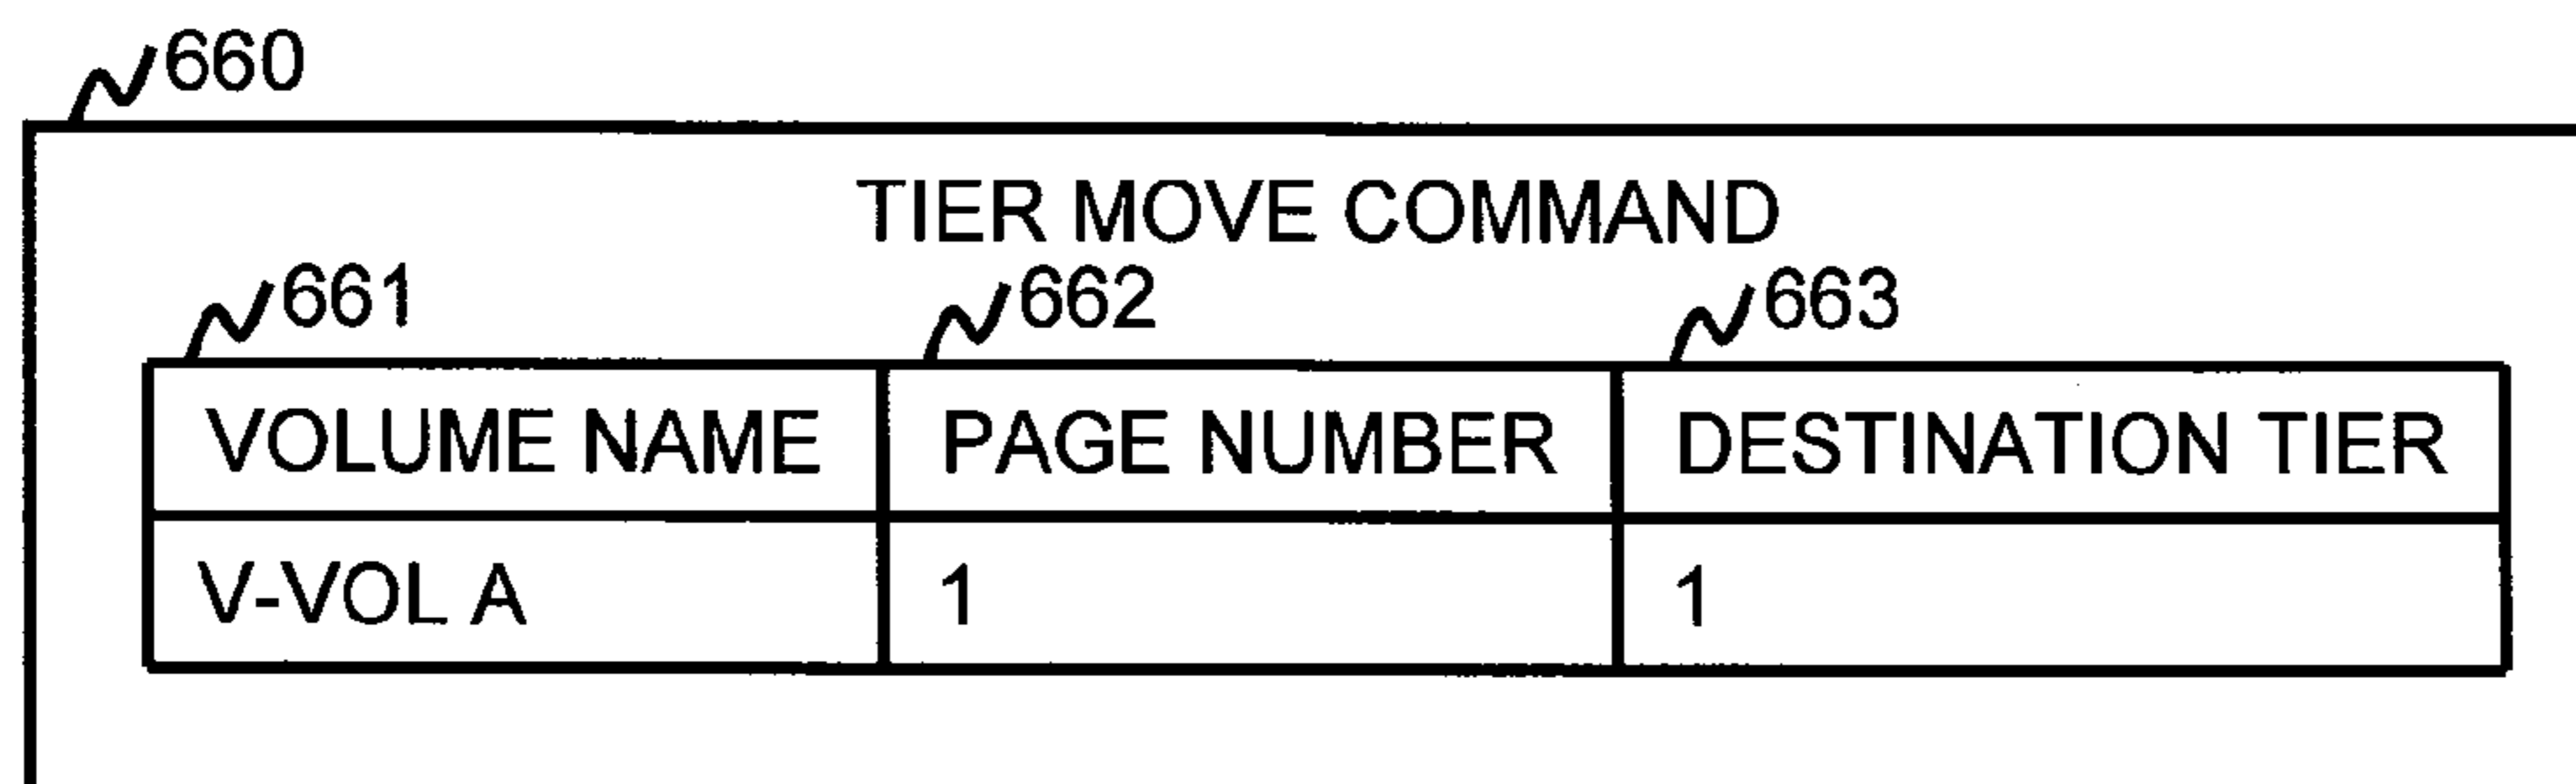 660
TIER MOVE COMMAND
661 662 663
VOLUME NAME PAGE NUMBER DESTINATION TIER
V-VOL A 1 1